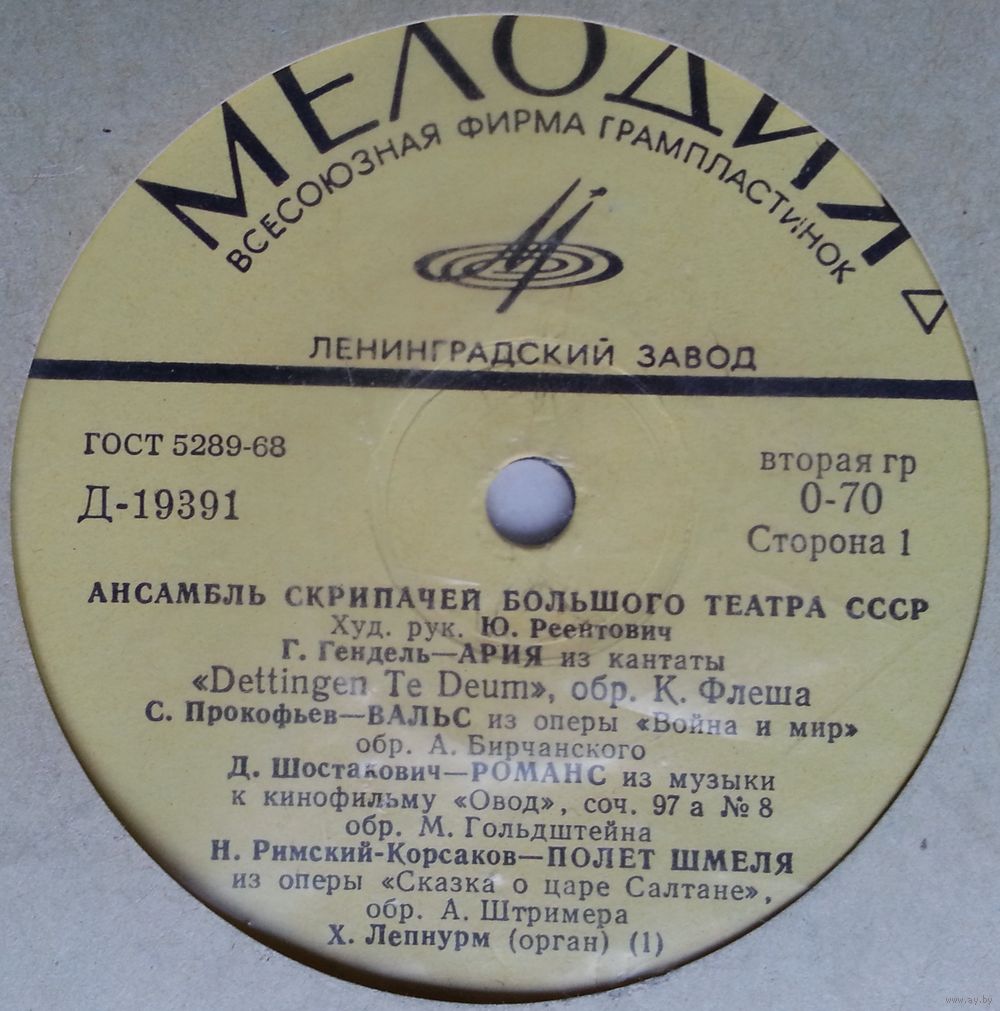 МЕЛОДИЯ
ВСЕСОЮЗНАЯ ФИРМА ГРАМПЛАСТИНОК
ЛЕНИНГРАДСКИЙ ЗАВОД
ГОСТ 5289-68
Д-19391
вторая гр
0-70
Сторона 1
АНСАМБЛЬ СКРИПАЧЕЙ БОЛЬШОГО ТЕАТРА СССР
Худ. рук. Ю. Реентович
Г. Гендель—АРИЯ из кантаты
«Dettingen Te Deum», обр. К. Флеша
С. Прокофьев—ВАЛЬС из оперы «Война и мир»
обр. А. Бирчанского
Д. Шостакович—РОМАНС из музыки
к кинофильму «Овод», соч. 97 а № 8
обр. М. Гольдштейна
Н. Римский-Корсаков—ПОЛЕТ ШМЕЛЯ
из оперы «Сказка о царе Салтане»,
обр. А. Штримера
Х. Лепнурм (орган) (1)
www.ay.by